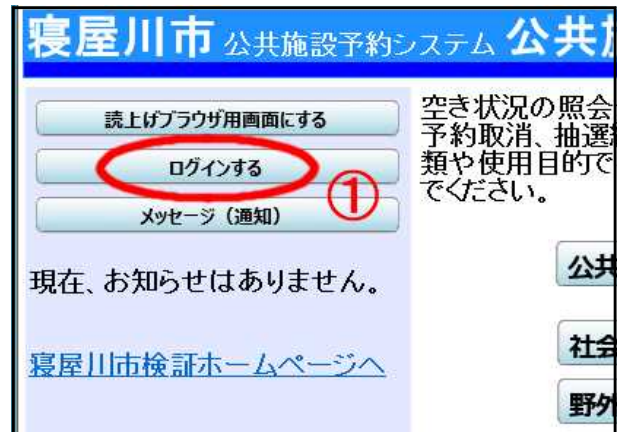 寝屋川市 公共施設予約システム 公共
読上げブラウザ用画面にする
ログインする
①
メッセージ（通知）
現在、お知らせはありません。
寝屋川市検証ホームページへ
空き状況の照会
予約取消、抽選
類や使用目的で
でください。
公共
社会
野外